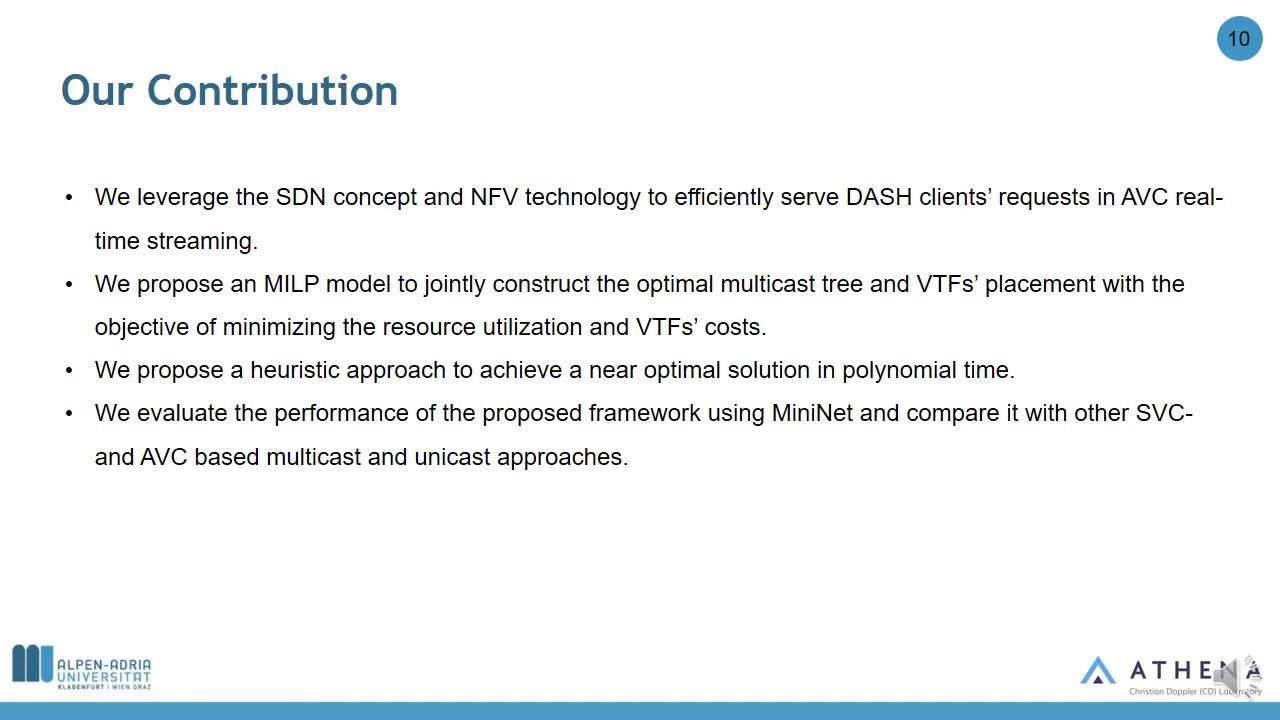 10
Our Contribution
• We leverage the SDN concept and NFV technology to efficiently serve DASH clients’ requests in AVC real-
time streaming.
• We propose an MILP model to jointly construct the optimal multicast tree and VTFs’ placement with the
objective of minimizing the resource utilization and VTFs’ costs.
• We propose a heuristic approach to achieve a near optimal solution in polynomial time.
• We evaluate the performance of the proposed framework using MiniNet and compare it with other SVC-
and AVC based multicast and unicast approaches.
ALPEN-ADRIA
UNIVERSITÄT
KLAGENFURT | WIEN GRAZ
ATHENA
Christian Doppler (CD) Laboratory